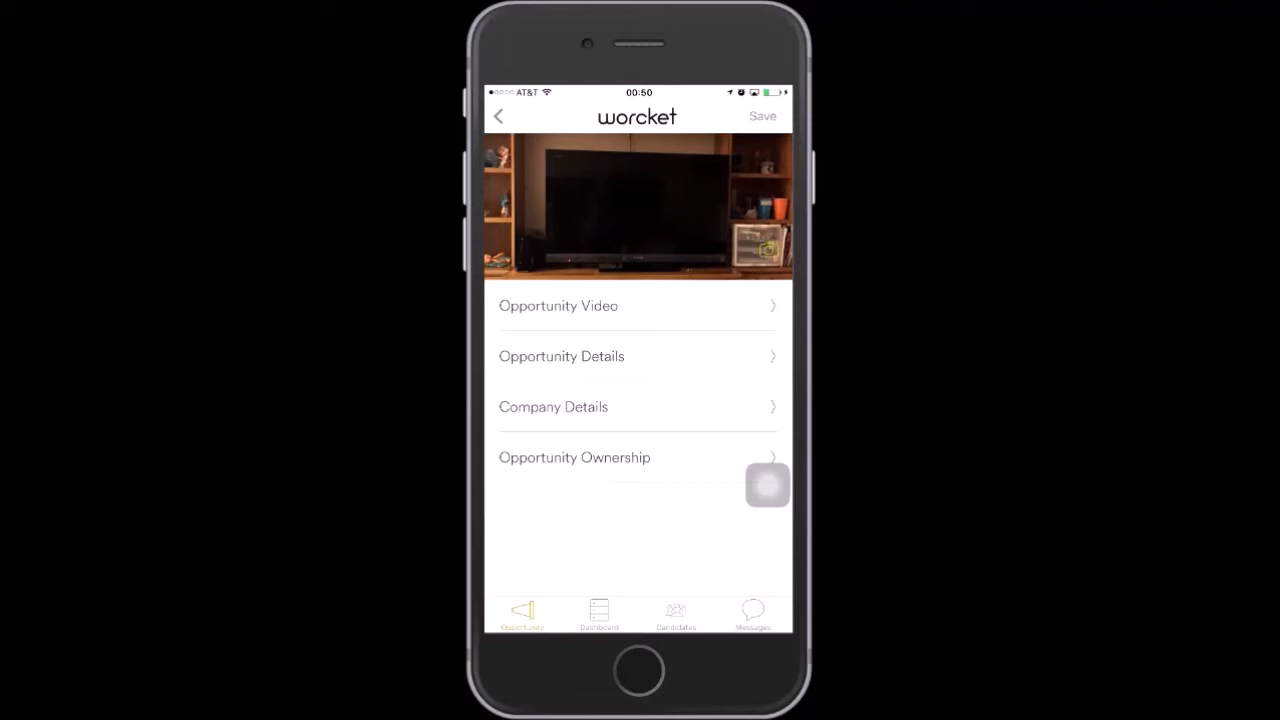 AT&T 00:50
worcket Save
Opportunity Video
Opportunity Details
Company Details
Opportunity Ownership
Opportunity Dashboard Candidates Messages